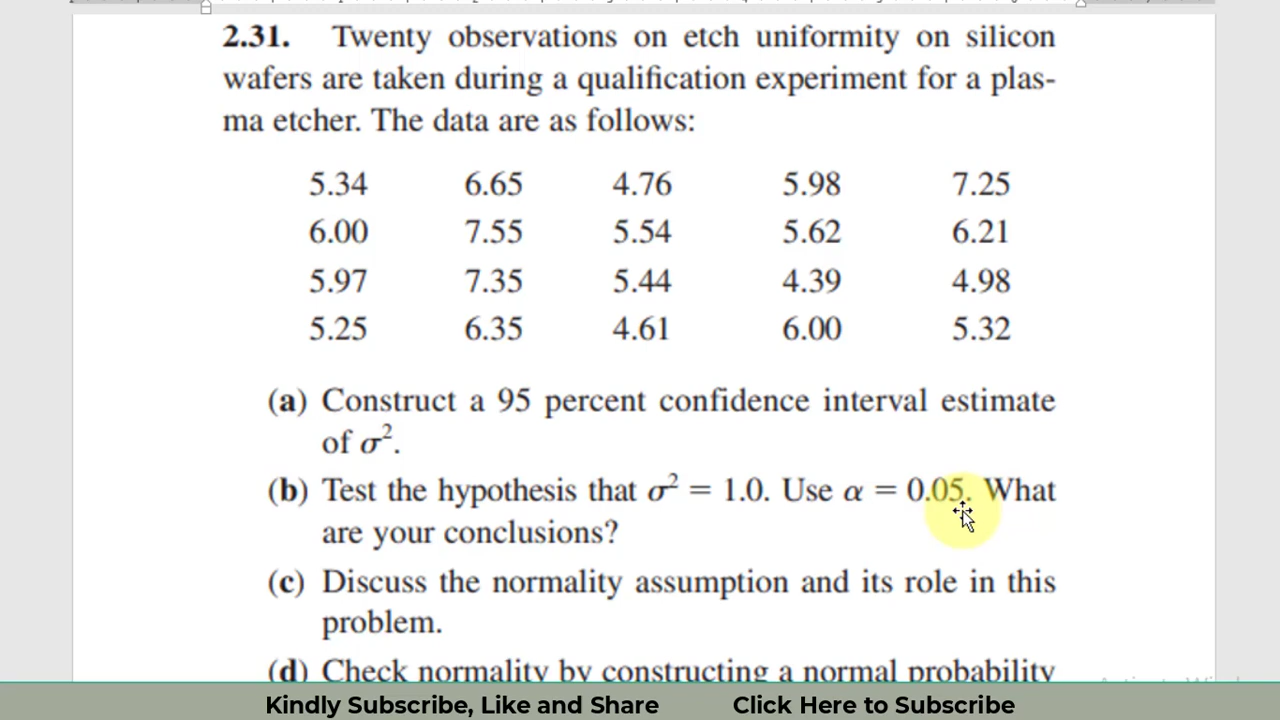 2.31. Twenty observations on etch uniformity on silicon
wafers are taken during a qualification experiment for a plas-
ma etcher. The data are as follows:
5.34 6.65 4.76 5.98 7.25
6.00 7.55 5.54 5.62 6.21
5.97 7.35 5.44 4.39 4.98
5.25 6.35 4.61 6.00 5.32
(a) Construct a 95 percent confidence interval estimate
of σ².
(b) Test the hypothesis that σ² = 1.0. Use α = 0.05. What
are your conclusions?
(c) Discuss the normality assumption and its role in this
problem.
(d) Check normality by constructing a normal probability
Kindly Subscribe, Like and Share Click Here to Subscribe